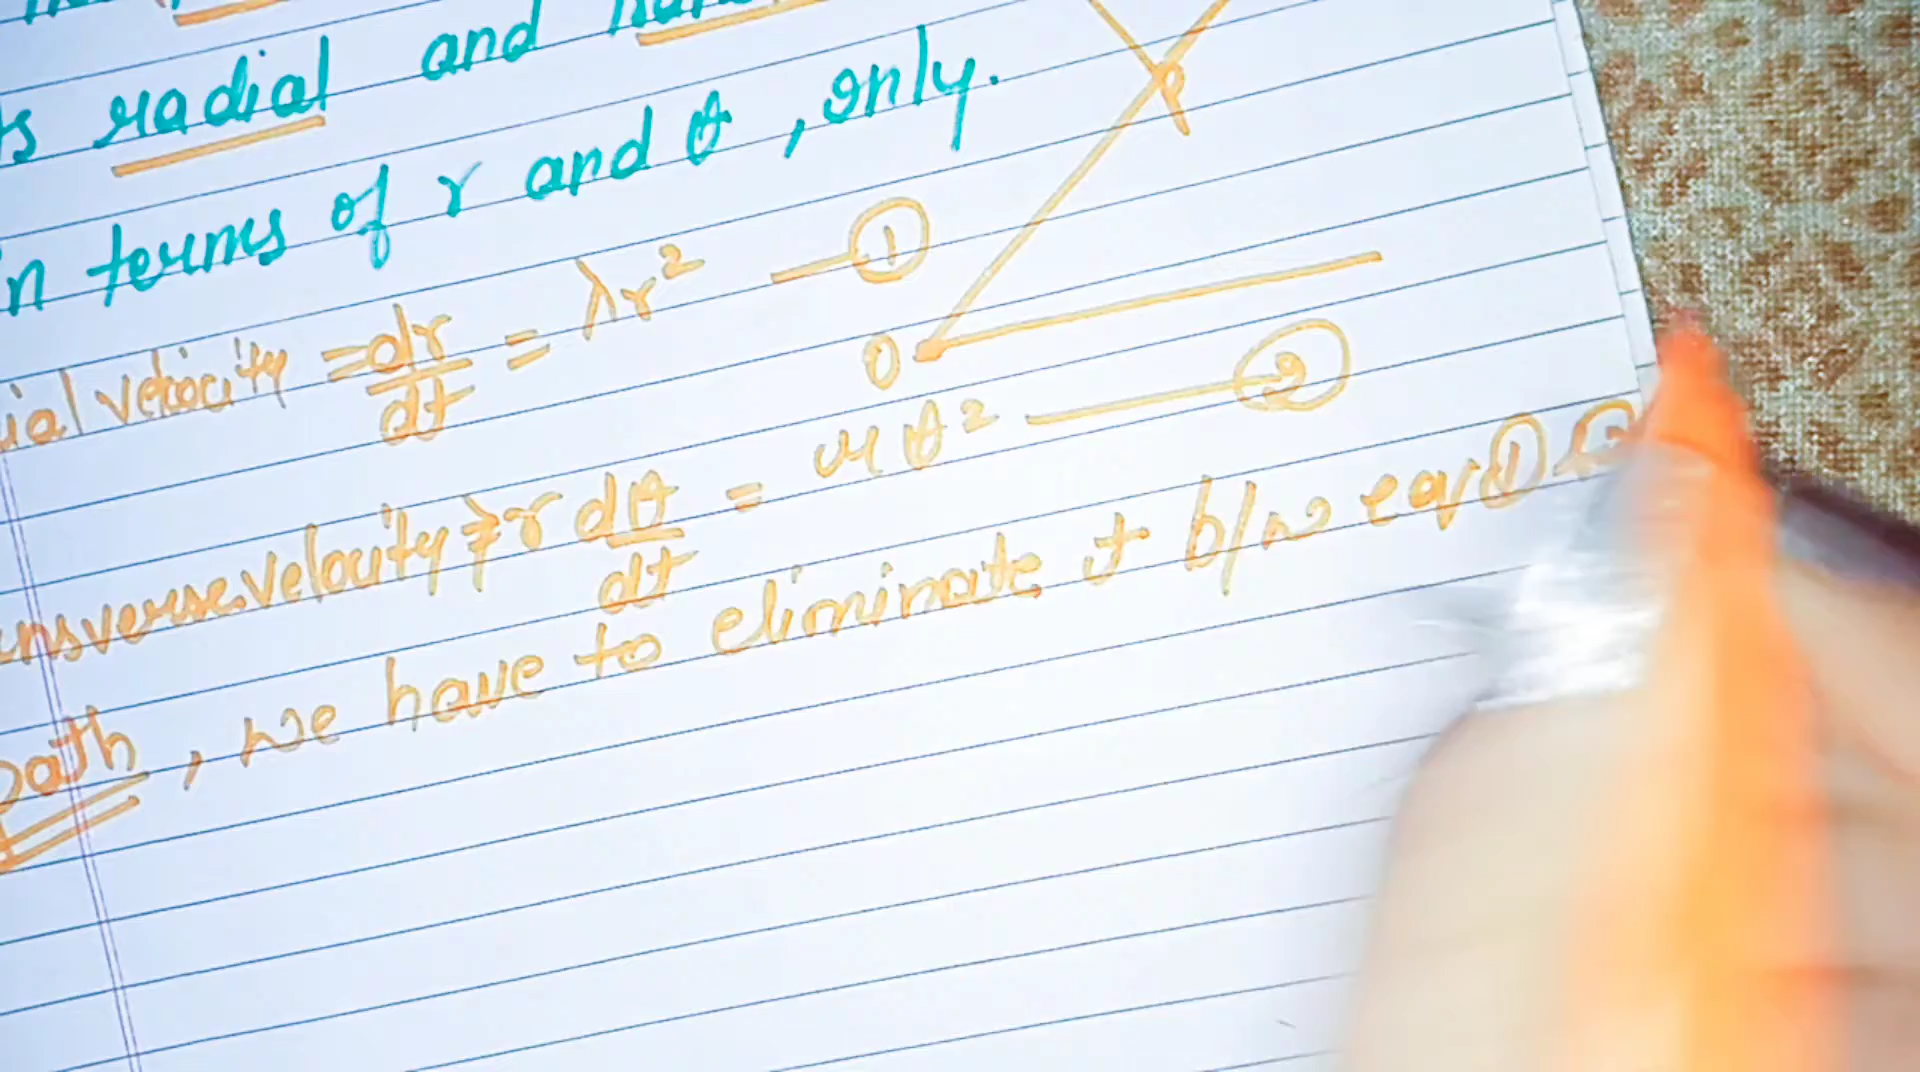 radial and
in terms of r and θ, only.
P
ial velocity = dr/dt = λr² — ①
O
ansverse velocity = r dθ/dt = μθ² — ②
path, we have to eliminate t b/w eq ①